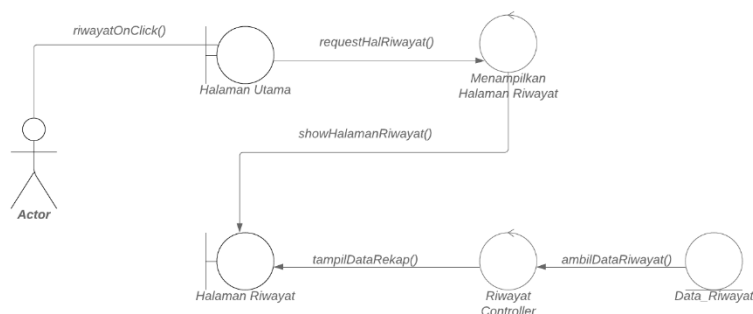 riwayatOnClick()
requestHalRiwayat()
Halaman Utama
Menampilkan
Halaman Riwayat
showHalamanRiwayat()
Actor
tampilDataRekap()
ambilDataRiwayat()
Halaman Riwayat
Riwayat
Controller
Data_Riwayat